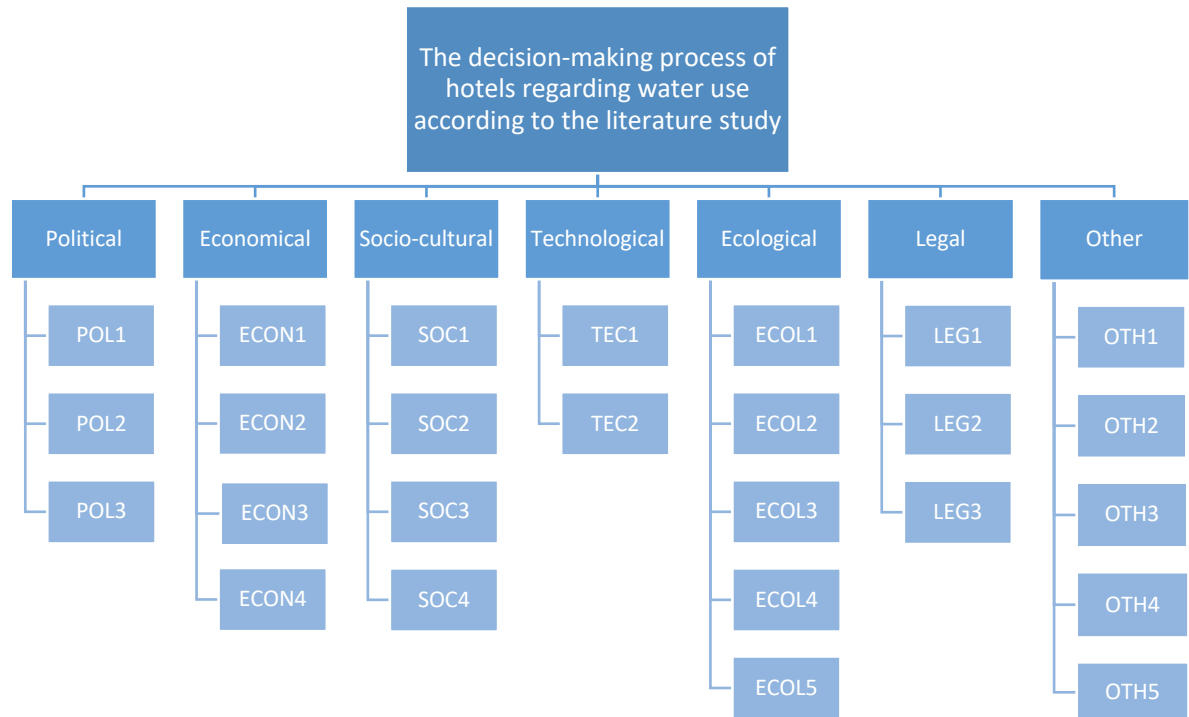 The decision-making process of
hotels regarding water use
according to the literature study
Political
Economical
Socio-cultural
Technological
Ecological
Legal
Other
POL1
POL2
POL3
ECON1
ECON2
ECON3
ECON4
SOC1
SOC2
SOC3
SOC4
TEC1
TEC2
ECOL1
ECOL2
ECOL3
ECOL4
ECOL5
LEG1
LEG2
LEG3
OTH1
OTH2
OTH3
OTH4
OTH5